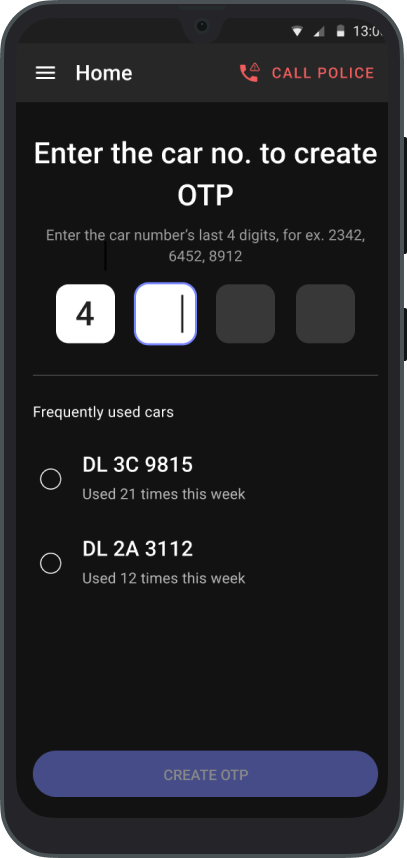 13:0
Home
CALL POLICE
Enter the car no. to create
OTP
Enter the car number's last 4 digits, for ex. 2342,
6452, 8912
4
Frequently used cars
DL 3C 9815
Used 21 times this week
DL 2A 3112
Used 12 times this week
CREATE OTP